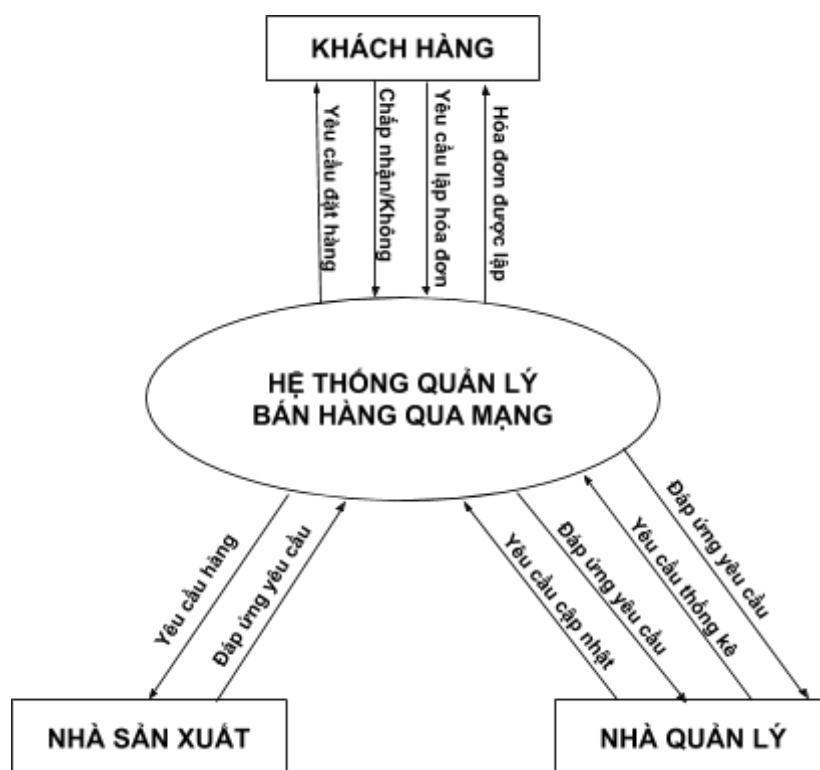 KHÁCH HÀNG
Yêu cầu đặt hàng
Chấp nhận/Không
Yêu cầu lập hóa đơn
Hóa đơn được lập
HỆ THỐNG QUẢN LÝ
BÁN HÀNG QUA MẠNG
Yêu cầu hàng
Đáp ứng yêu cầu
Yêu cầu cập nhật
Đáp ứng yêu cầu
Yêu cầu thống kê
Đáp ứng yêu cầu
NHÀ SẢN XUẤT
NHÀ QUẢN LÝ